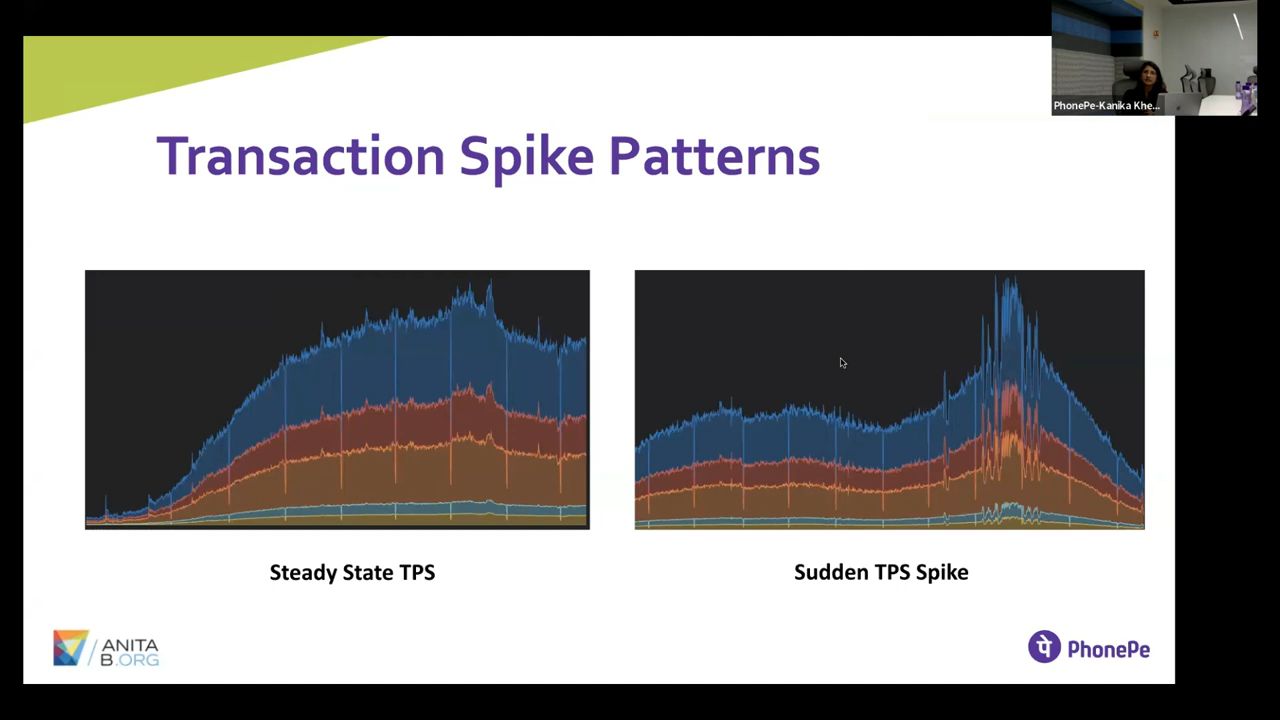 PhonePe-Kanika Khe...
Transaction Spike Patterns
Steady State TPS
Sudden TPS Spike
ANITA
B.ORG
पे PhonePe